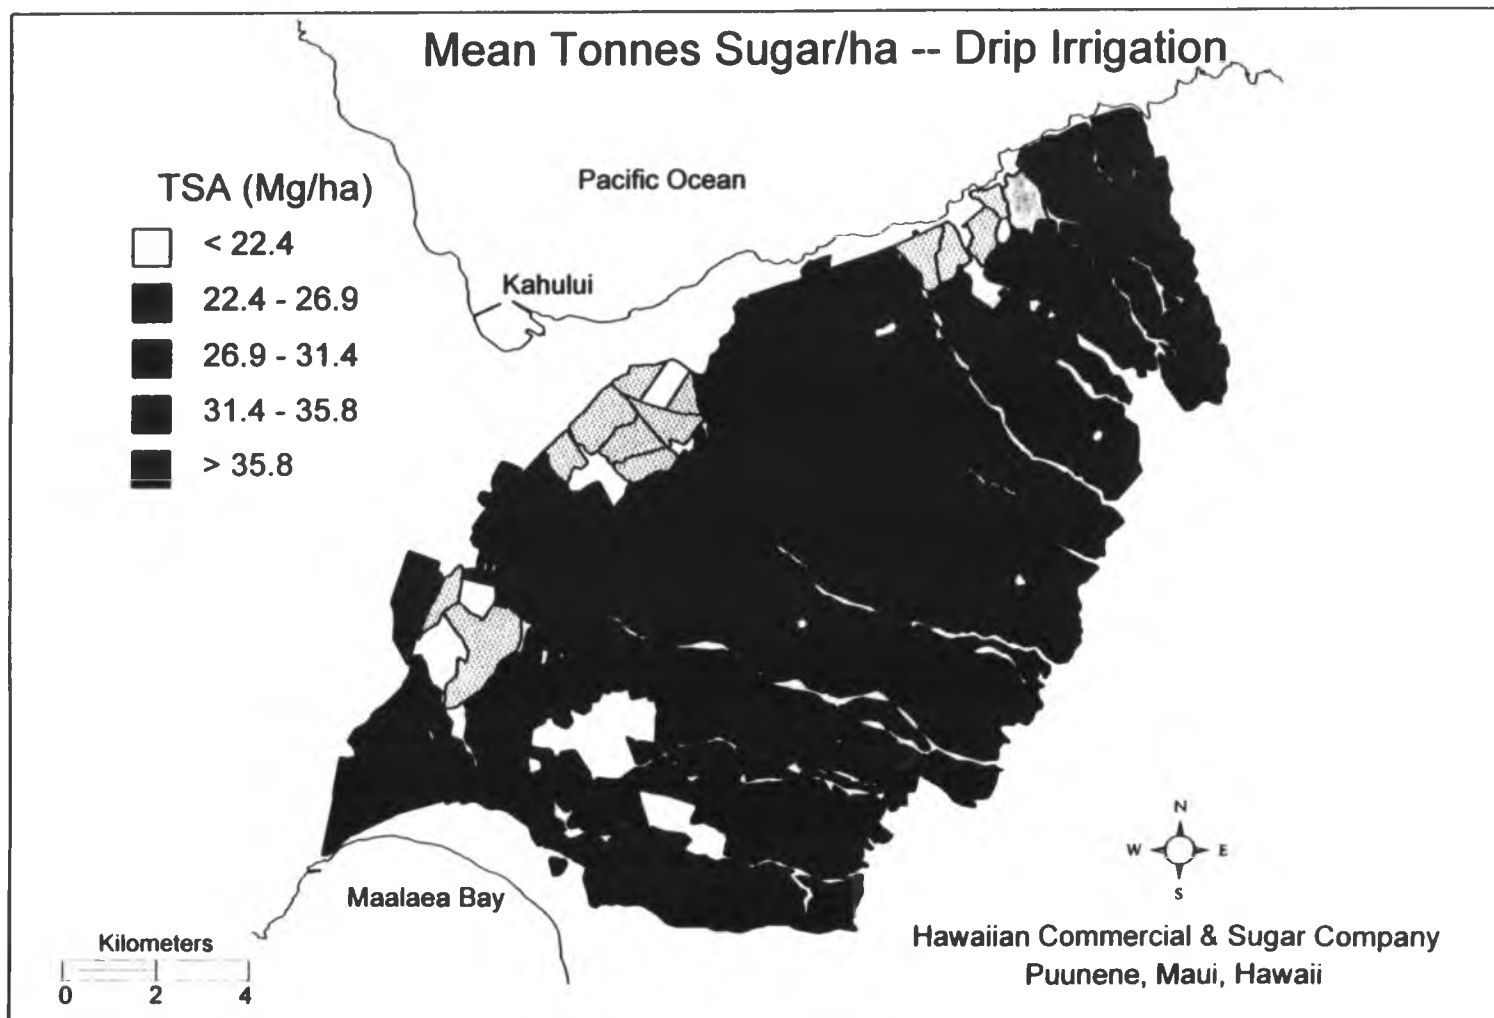 Mean Tonnes Sugar/ha -- Drip Irrigation
Pacific Ocean
TSA (Mg/ha)
< 22.4
22.4 - 26.9
26.9 - 31.4
31.4 - 35.8
> 35.8
Kahului
Maalaea Bay
N
W E
S
Kilometers
0 2 4
Hawaiian Commercial & Sugar Company
Puunene, Maui, Hawaii